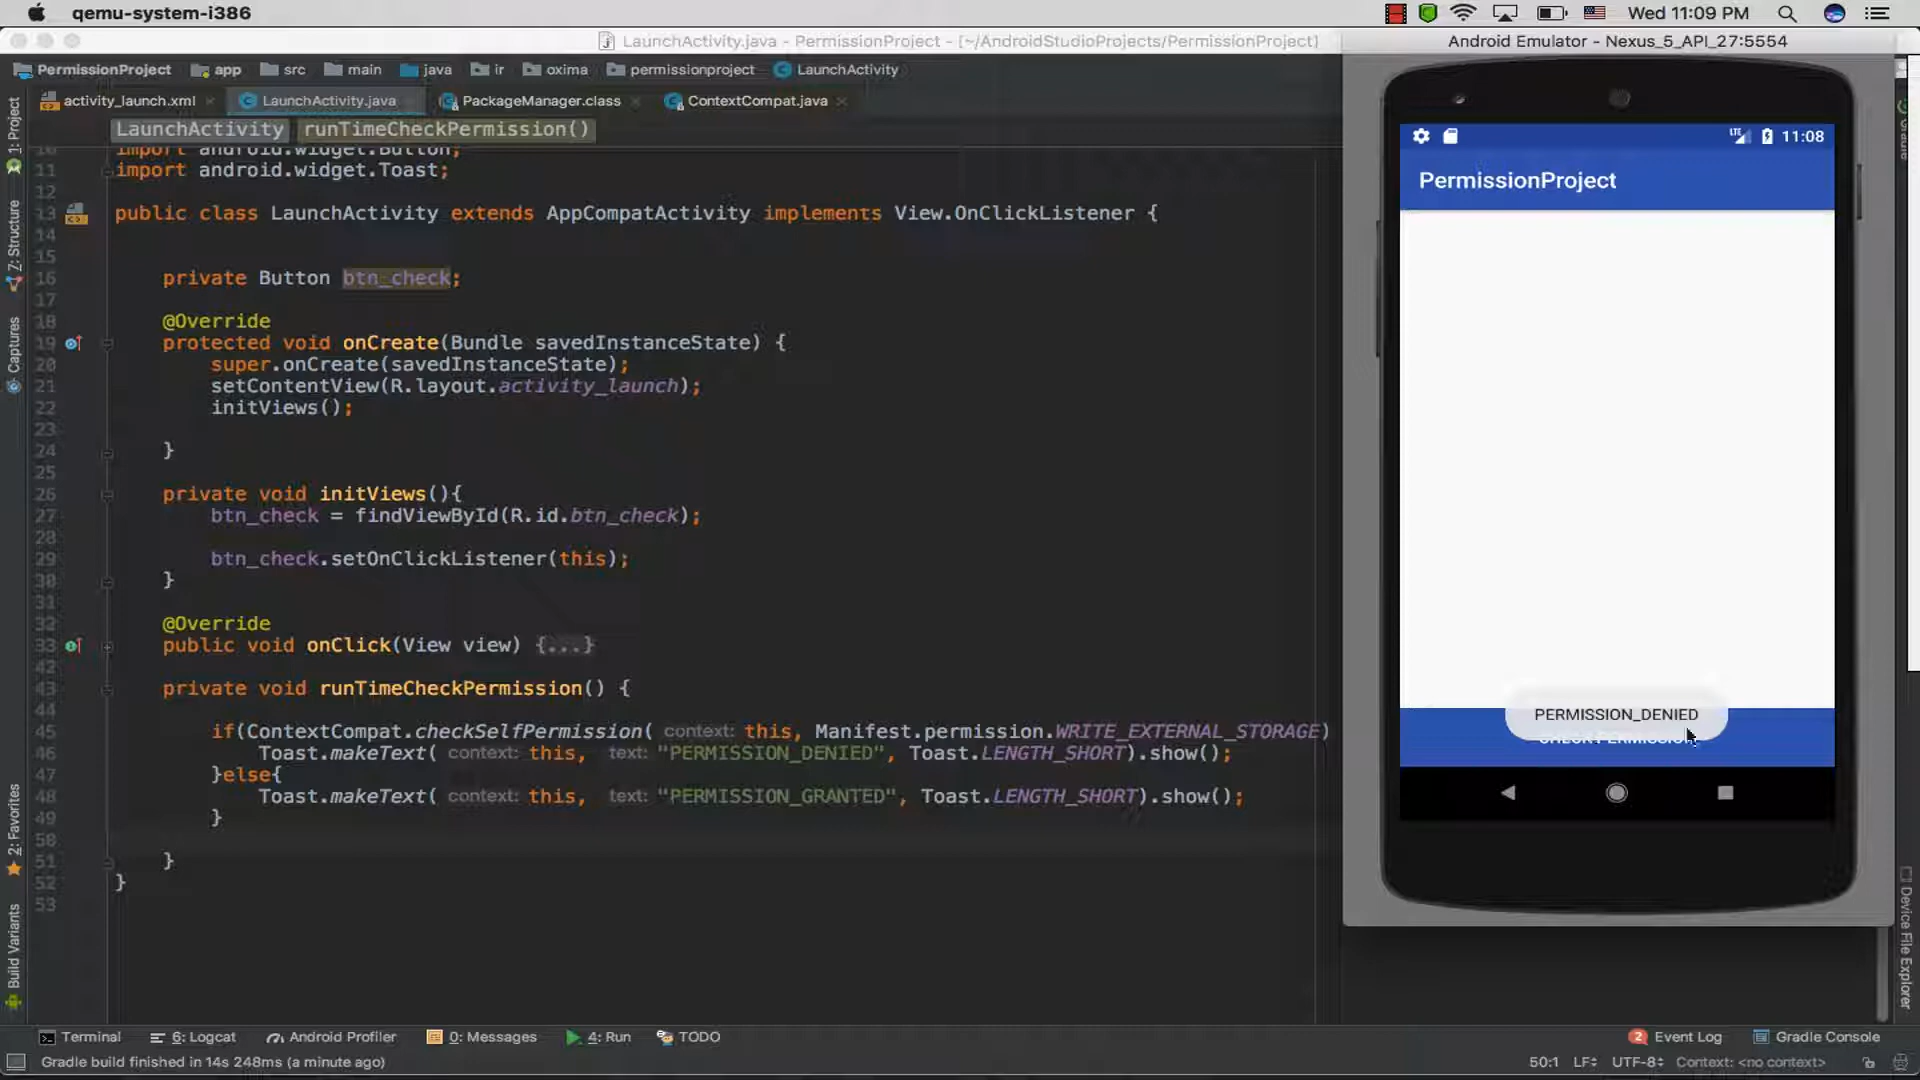 qemu-system-i386
Wed 11:09 PM
LaunchActivity.java - PermissionProject - [~/AndroidStudioProjects/PermissionProject]
Android Emulator - Nexus_5_API_27:5554
PermissionProject app src main java ir oxima permissionproject LaunchActivity
activity_launch.xml LaunchActivity.java PackageManager.class ContextCompat.java
LaunchActivity runTimeCheckPermission()
10 import android.widget.Button;
11 import android.widget.Toast;
12
13 public class LaunchActivity extends AppCompatActivity implements View.OnClickListener {
14
15
16 private Button btn_check;
17
18 @Override
19 protected void onCreate(Bundle savedInstanceState) {
20 super.onCreate(savedInstanceState);
21 setContentView(R.layout.activity_launch);
22 initViews();
23
24 }
25
26 private void initViews(){
27 btn_check = findViewById(R.id.btn_check);
28
29 btn_check.setOnClickListener(this);
30 }
31
32 @Override
33 public void onClick(View view) {...}
42
43 private void runTimeCheckPermission() {
44
45 if(ContextCompat.checkSelfPermission( context: this, Manifest.permission.WRITE_EXTERNAL_STORAGE)
46 Toast.makeText( context: this, text: "PERMISSION_DENIED", Toast.LENGTH_SHORT).show();
47 }else{
48 Toast.makeText( context: this, text: "PERMISSION_GRANTED", Toast.LENGTH_SHORT).show();
49 }
50
51 }
52 }
53
1: Project
7: Structure
Captures
2: Favorites
Build Variants
LTE 11:08
PermissionProject
PERMISSION_DENIED
CHECK PERMISSION
Gradle
Device File Explorer
Terminal 6: Logcat Android Profiler 0: Messages 4: Run TODO
2 Event Log Gradle Console
Gradle build finished in 14s 248ms (a minute ago)
50:1 LF÷ UTF-8÷ Context: <no context>